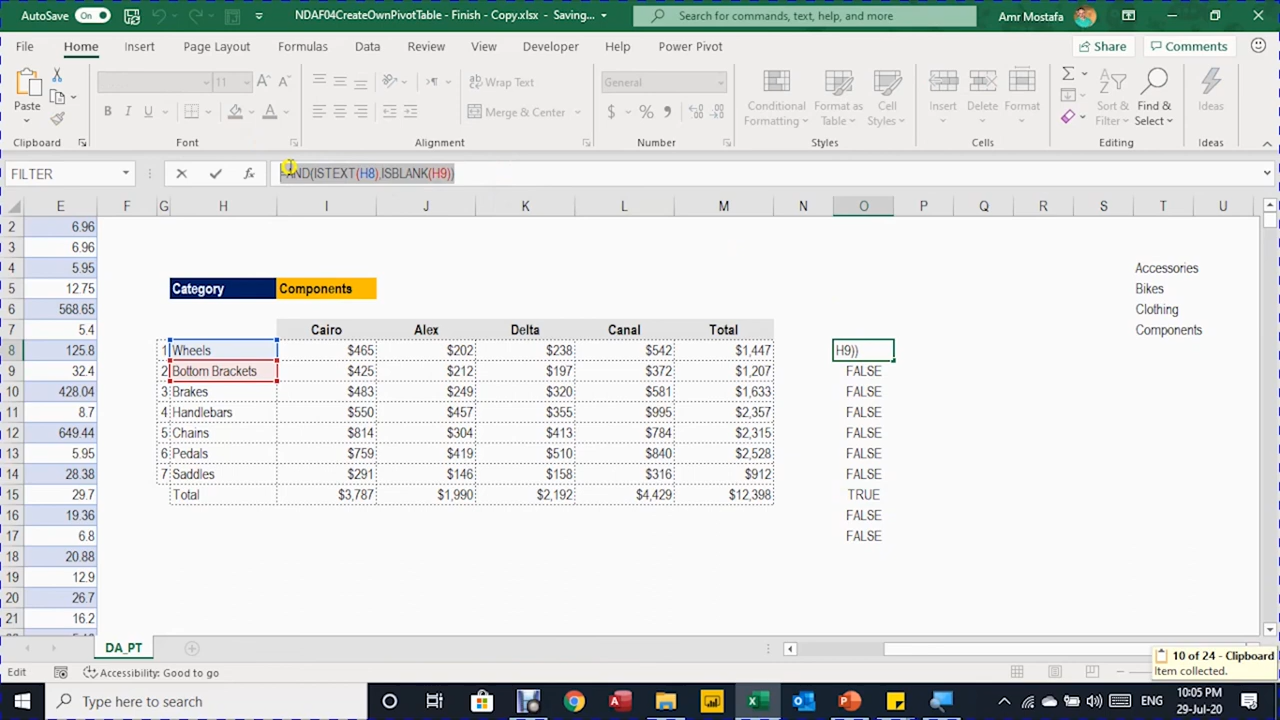 AutoSave On NDAF04CreateOwnPivotTable - Finish - Copy.xlsx - Saving... Search for commands, text, help, or more Amr Mostafa
File Home Insert Page Layout Formulas Data Review View Developer Help Power Pivot Share Comments
11 Wrap Text General
Paste B I U Merge & Center $ % Conditional Formatting Format as Table Cell Styles Insert Delete Format Sort & Filter Find & Select Ideas
Clipboard Font Alignment Number Styles Cells Editing Ideas
FILTER =AND(ISTEXT(H8),ISBLANK(H9))
E F G H I J K L M N O P Q R S T U
2 6.96
3 6.96
4 5.95 Accessories
5 12.75 Category Components Bikes
6 568.65 Clothing
7 5.4 Cairo Alex Delta Canal Total Components
8 125.8 1 Wheels $465 $202 $238 $542 $1,447 H9))
9 32.4 2 Bottom Brackets $425 $212 $197 $372 $1,207 FALSE
10 428.04 3 Brakes $483 $249 $320 $581 $1,633 FALSE
11 8.7 4 Handlebars $550 $457 $355 $995 $2,357 FALSE
12 649.44 5 Chains $814 $304 $413 $784 $2,315 FALSE
13 5.95 6 Pedals $759 $419 $510 $840 $2,528 FALSE
14 28.38 7 Saddles $291 $146 $158 $316 $912 FALSE
15 29.7 Total $3,787 $1,990 $2,192 $4,429 $12,398 TRUE
16 19.36 FALSE
17 6.8 FALSE
18 20.88
19 12.9
20 26.7
21 16.2
DA_PT
10 of 24 - Clipboard
Item collected.
Edit Accessibility: Good to go
Type here to search ENG 10:05 PM
29-Jul-20